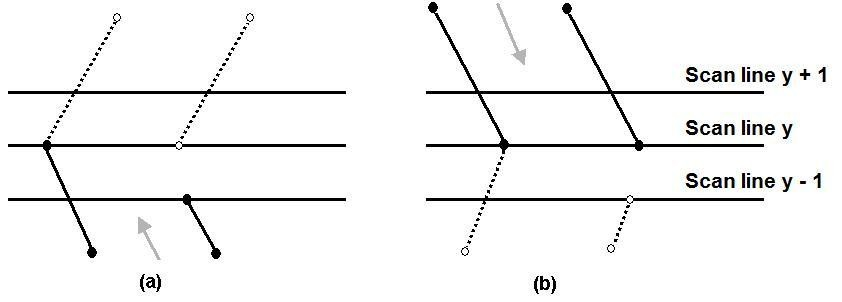 Scan line y + 1
Scan line y
Scan line y - 1
(a)
(b)